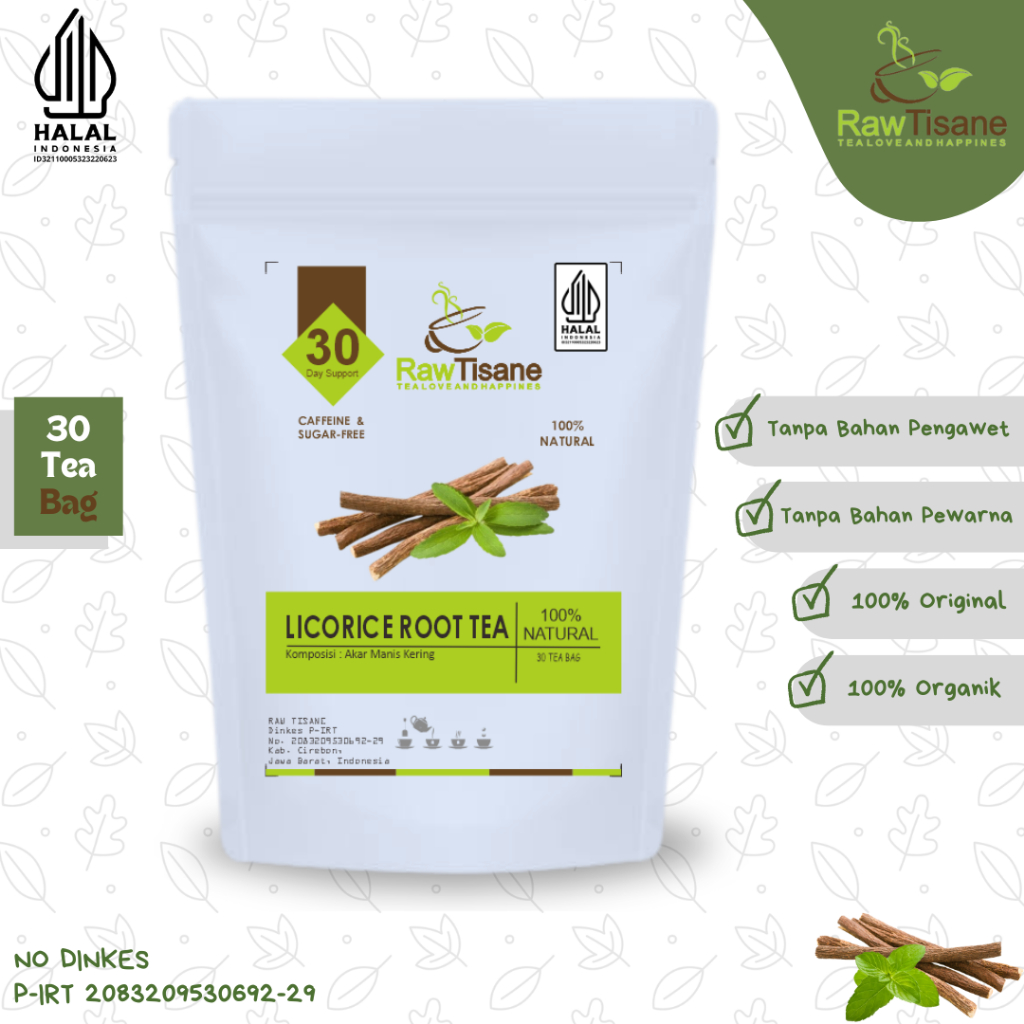 HALAL
INDONESIA
ID32110005323220623
RawTisane
TEALOVEANDHAPPINES
30
Day Support
RawTisane
TEALOVEANDHAPPINES
HALAL
INDONESIA
ID32110005323220623
CAFFEINE &
SUGAR-FREE
100%
NATURAL
30
Tea
Bag
Tanpa Bahan Pengawet
Tanpa Bahan Pewarna
100% Original
100% Organik
LICORICE ROOT TEA
Komposisi : Akar Manis Kering
100%
NATURAL
30 TEA BAG
RAW TISANE
Dinkes P-IRT
No. 2083209530692-29
Kab. Cirebon,
Jawa Barat, Indonesia
NO DINKES
P-IRT 2083209530692-29